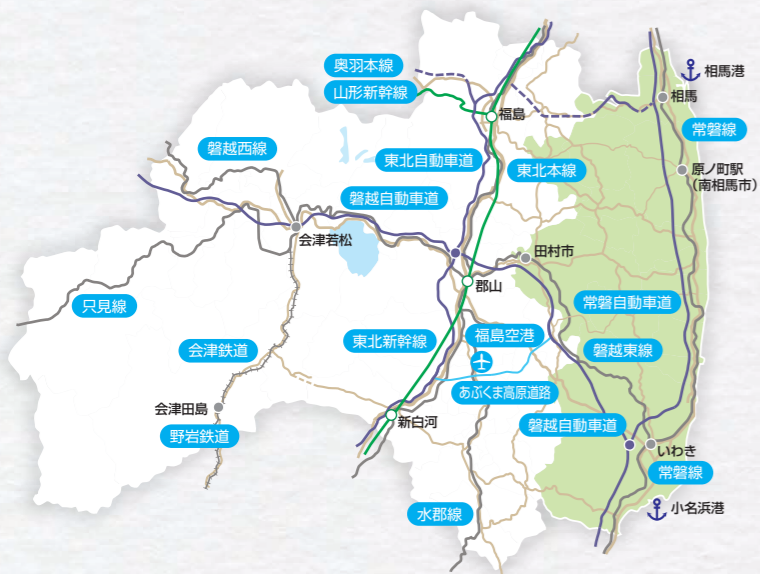 奥羽本線
山形新幹線
福島
相馬港
相馬
常磐線
磐越西線
東北自動車道
東北本線
原ノ町駅
（南相馬市）
磐越自動車道
会津若松
田村市
郡山
只見線
常磐自動車道
東北新幹線
福島空港
会津鉄道
磐越東線
あぶくま高原道路
会津田島
新白河
磐越自動車道
野岩鉄道
いわき
常磐線
水郡線
小名浜港